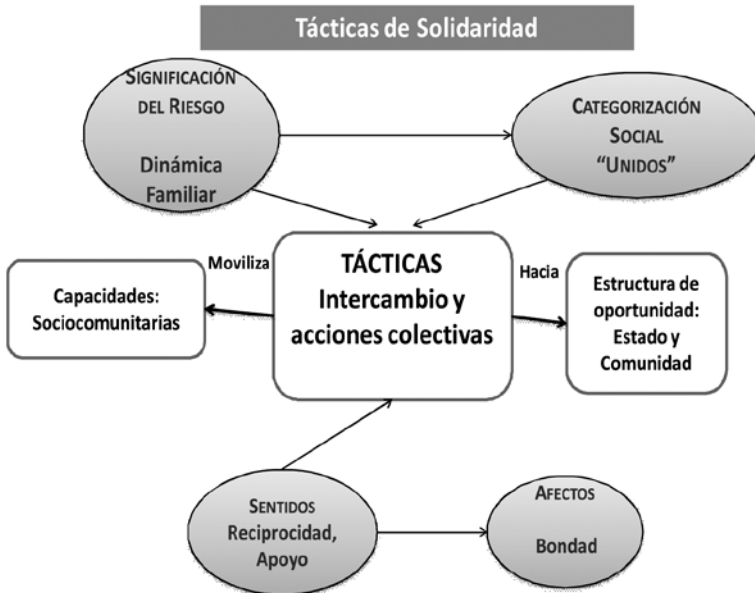 Tácticas de Solidaridad
SIGNIFICACIÓN
DEL RIESGO
Dinámica
Familiar
CATEGORIZACIÓN
SOCIAL
“UNIDOS”
Moviliza
TÁCTICAS
Intercambio y
acciones colectivas
Hacia
Capacidades:
Sociocomunitarias
Estructura de
oportunidad:
Estado y
Comunidad
SENTIDOS
Reciprocidad,
Apoyo
AFECTOS
Bondad